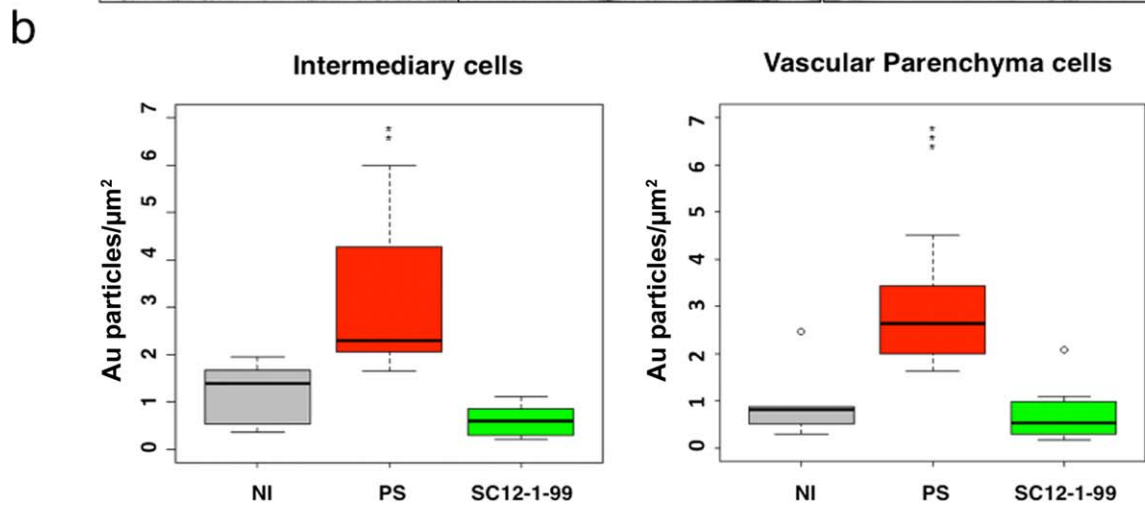 b
Intermediary cells
Au particles/µm²
7
6
5
4
3
2
1
0
*
*
NI
PS
SC12-1-99
Vascular Parenchyma cells
Au particles/µm²
7
6
5
4
3
2
1
0
*
*
*
NI
PS
SC12-1-99